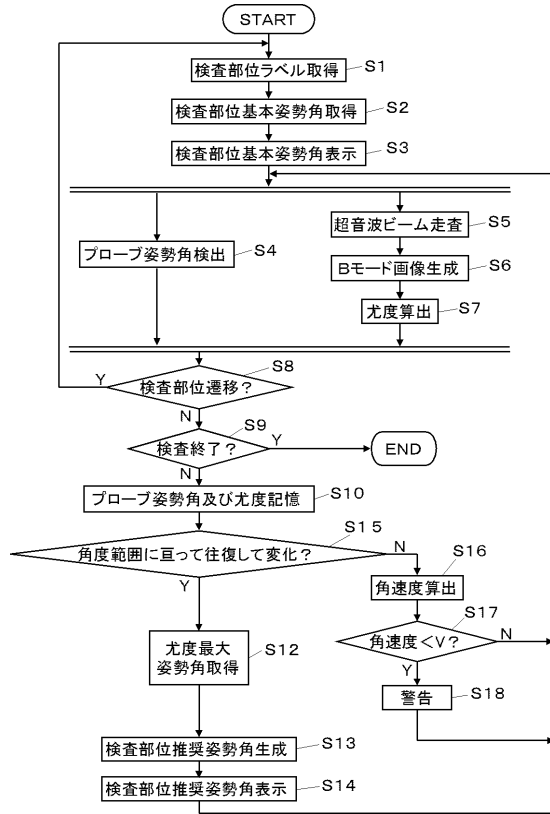 START
検査部位ラベル取得
S1
検査部位基本姿勢角取得
S2
検査部位基本姿勢角表示
S3
超音波ビーム走査
S5
プローブ姿勢角検出
S4
Bモード画像生成
S6
尤度算出
S7
S8
Y
検査部位遷移?
N
S9
検査終了?
Y
END
N
プローブ姿勢角及び尤度記憶
S10
S15
角度範囲に亘って往復して変化?
N
S16
Y
角速度算出
S17
角速度<V?
N
尤度最大
姿勢角取得
S12
Y
警告
S18
検査部位推奨姿勢角生成
S13
検査部位推奨姿勢角表示
S14